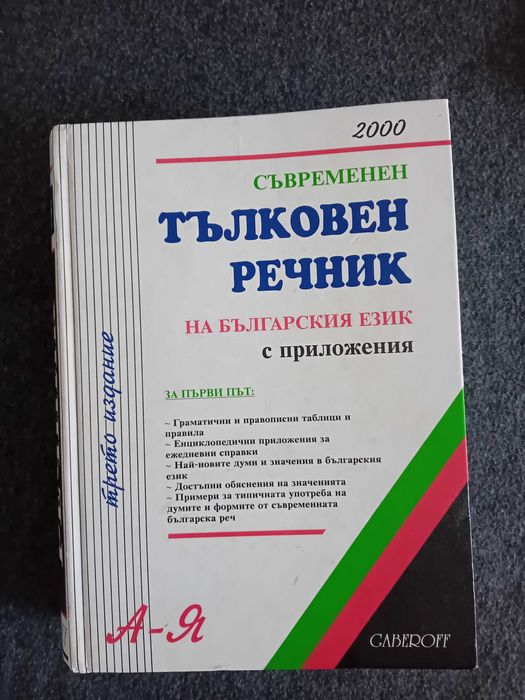 2000
СЪВРЕМЕНЕН
ТЪЛКОВЕН
РЕЧНИК
НА БЪЛГАРСКИЯ ЕЗИК
с приложения
трето издание
ЗА ПЪРВИ ПЪТ:
~ Граматични и правописни таблици и
правила
~ Енциклопедични приложения за
ежедневни справки
~ Най-новите думи и значения в българския
език
~ Достъпни обяснения на значенията
~ Примери за типичната употреба на
думите и формите от съвременната
българска реч
А-Я
GABEROFF